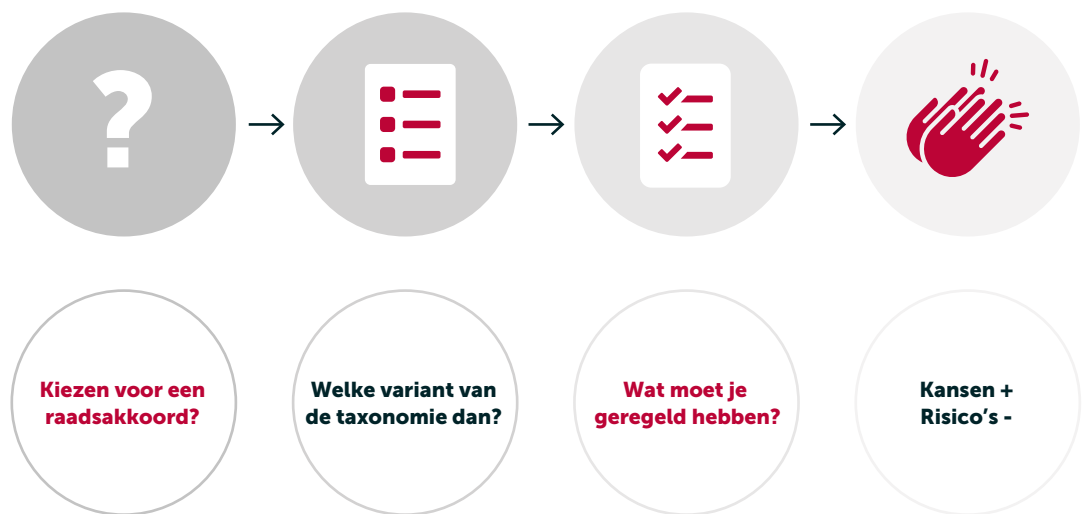 ?
Kiezen voor een
raadsakkoord?
Welke variant van
de taxonomie dan?
Wat moet je
geregeld hebben?
Kansen +
Risico's -